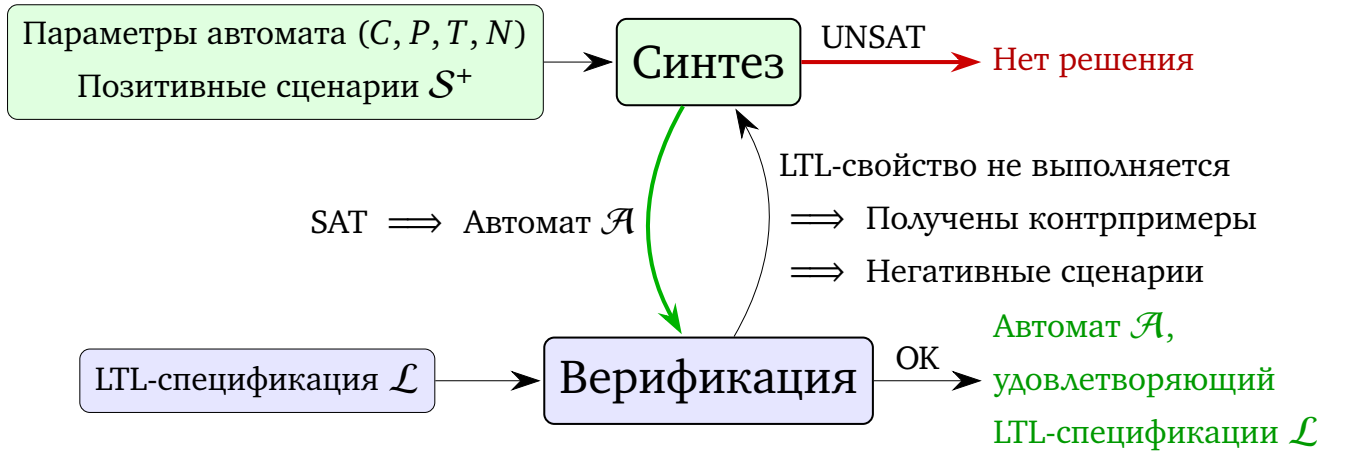 Параметры автомата (C, P, T, N)
Позитивные сценарии 𝒮⁺
Синтез
UNSAT
Нет решения
SAT ⟹ Автомат 𝒜
LTL-свойство не выполняется
⟹ Получены контрпримеры
⟹ Негативные сценарии
LTL-спецификация ℒ
Верификация
OK
Автомат 𝒜,
удовлетворяющий
LTL-спецификации ℒ